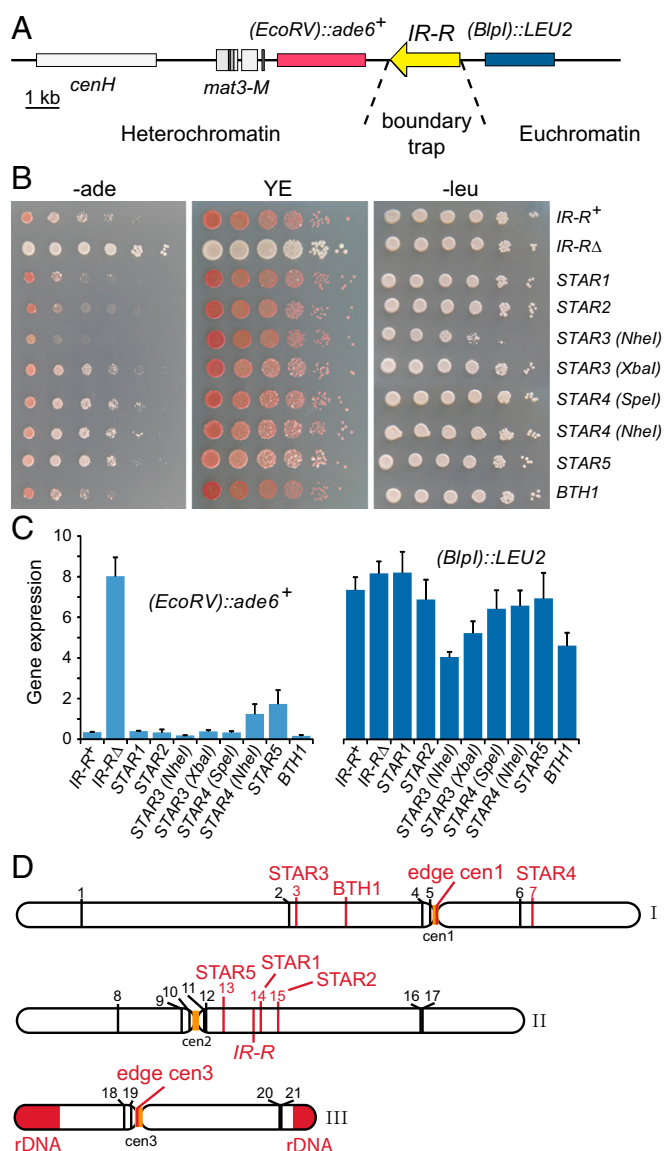 A
(EcoRV)::ade6+ IR-R (BlpI)::LEU2
cenH
mat3-M
1 kb
Heterochromatin
boundary
trap
Euchromatin
B
-ade YE -leu
IR-R+
IR-RΔ
STAR1
STAR2
STAR3 (NheI)
STAR3 (XbaI)
STAR4 (SpeI)
STAR4 (NheI)
STAR5
BTH1
C
Gene expression
10
8
6
4
2
0
(EcoRV)::ade6+
(BlpI)::LEU2
IR-R+
IR-RΔ
STAR1
STAR2
STAR3 (NheI)
STAR3 (XbaI)
STAR4 (SpeI)
STAR4 (NheI)
STAR5
BTH1
IR-R+
IR-RΔ
STAR1
STAR2
STAR3 (NheI)
STAR3 (XbaI)
STAR4 (SpeI)
STAR4 (NheI)
STAR5
BTH1
D
STAR3 BTH1 edge cen1 STAR4
1 2 3 4 5 6 7
cen1
I
STAR5 STAR1 STAR2
8 9 10 11 12 13 14 15 16 17
cen2
IR-R
II
edge cen3
18 19 20 21
rDNA
cen3
rDNA
III